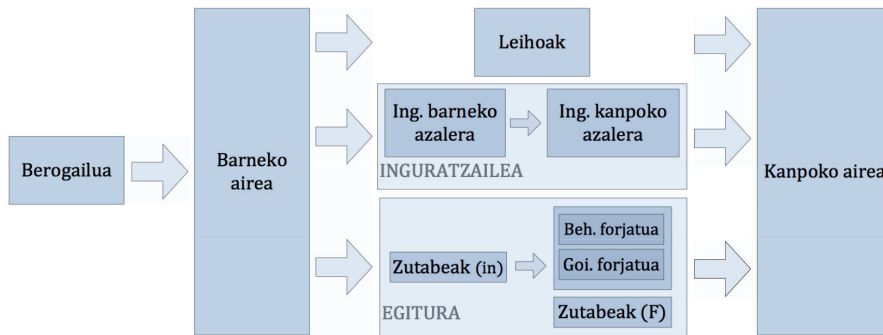 Berogailua
Barneko
airea
Leihoak
Ing. barneko
azalera
Ing. kanpoko
azalera
INGURATZAILEA
Zutabeak (in)
Beh. forjatua
Goi. forjatua
Zutabeak (F)
EGITURA
Kanpoko airea